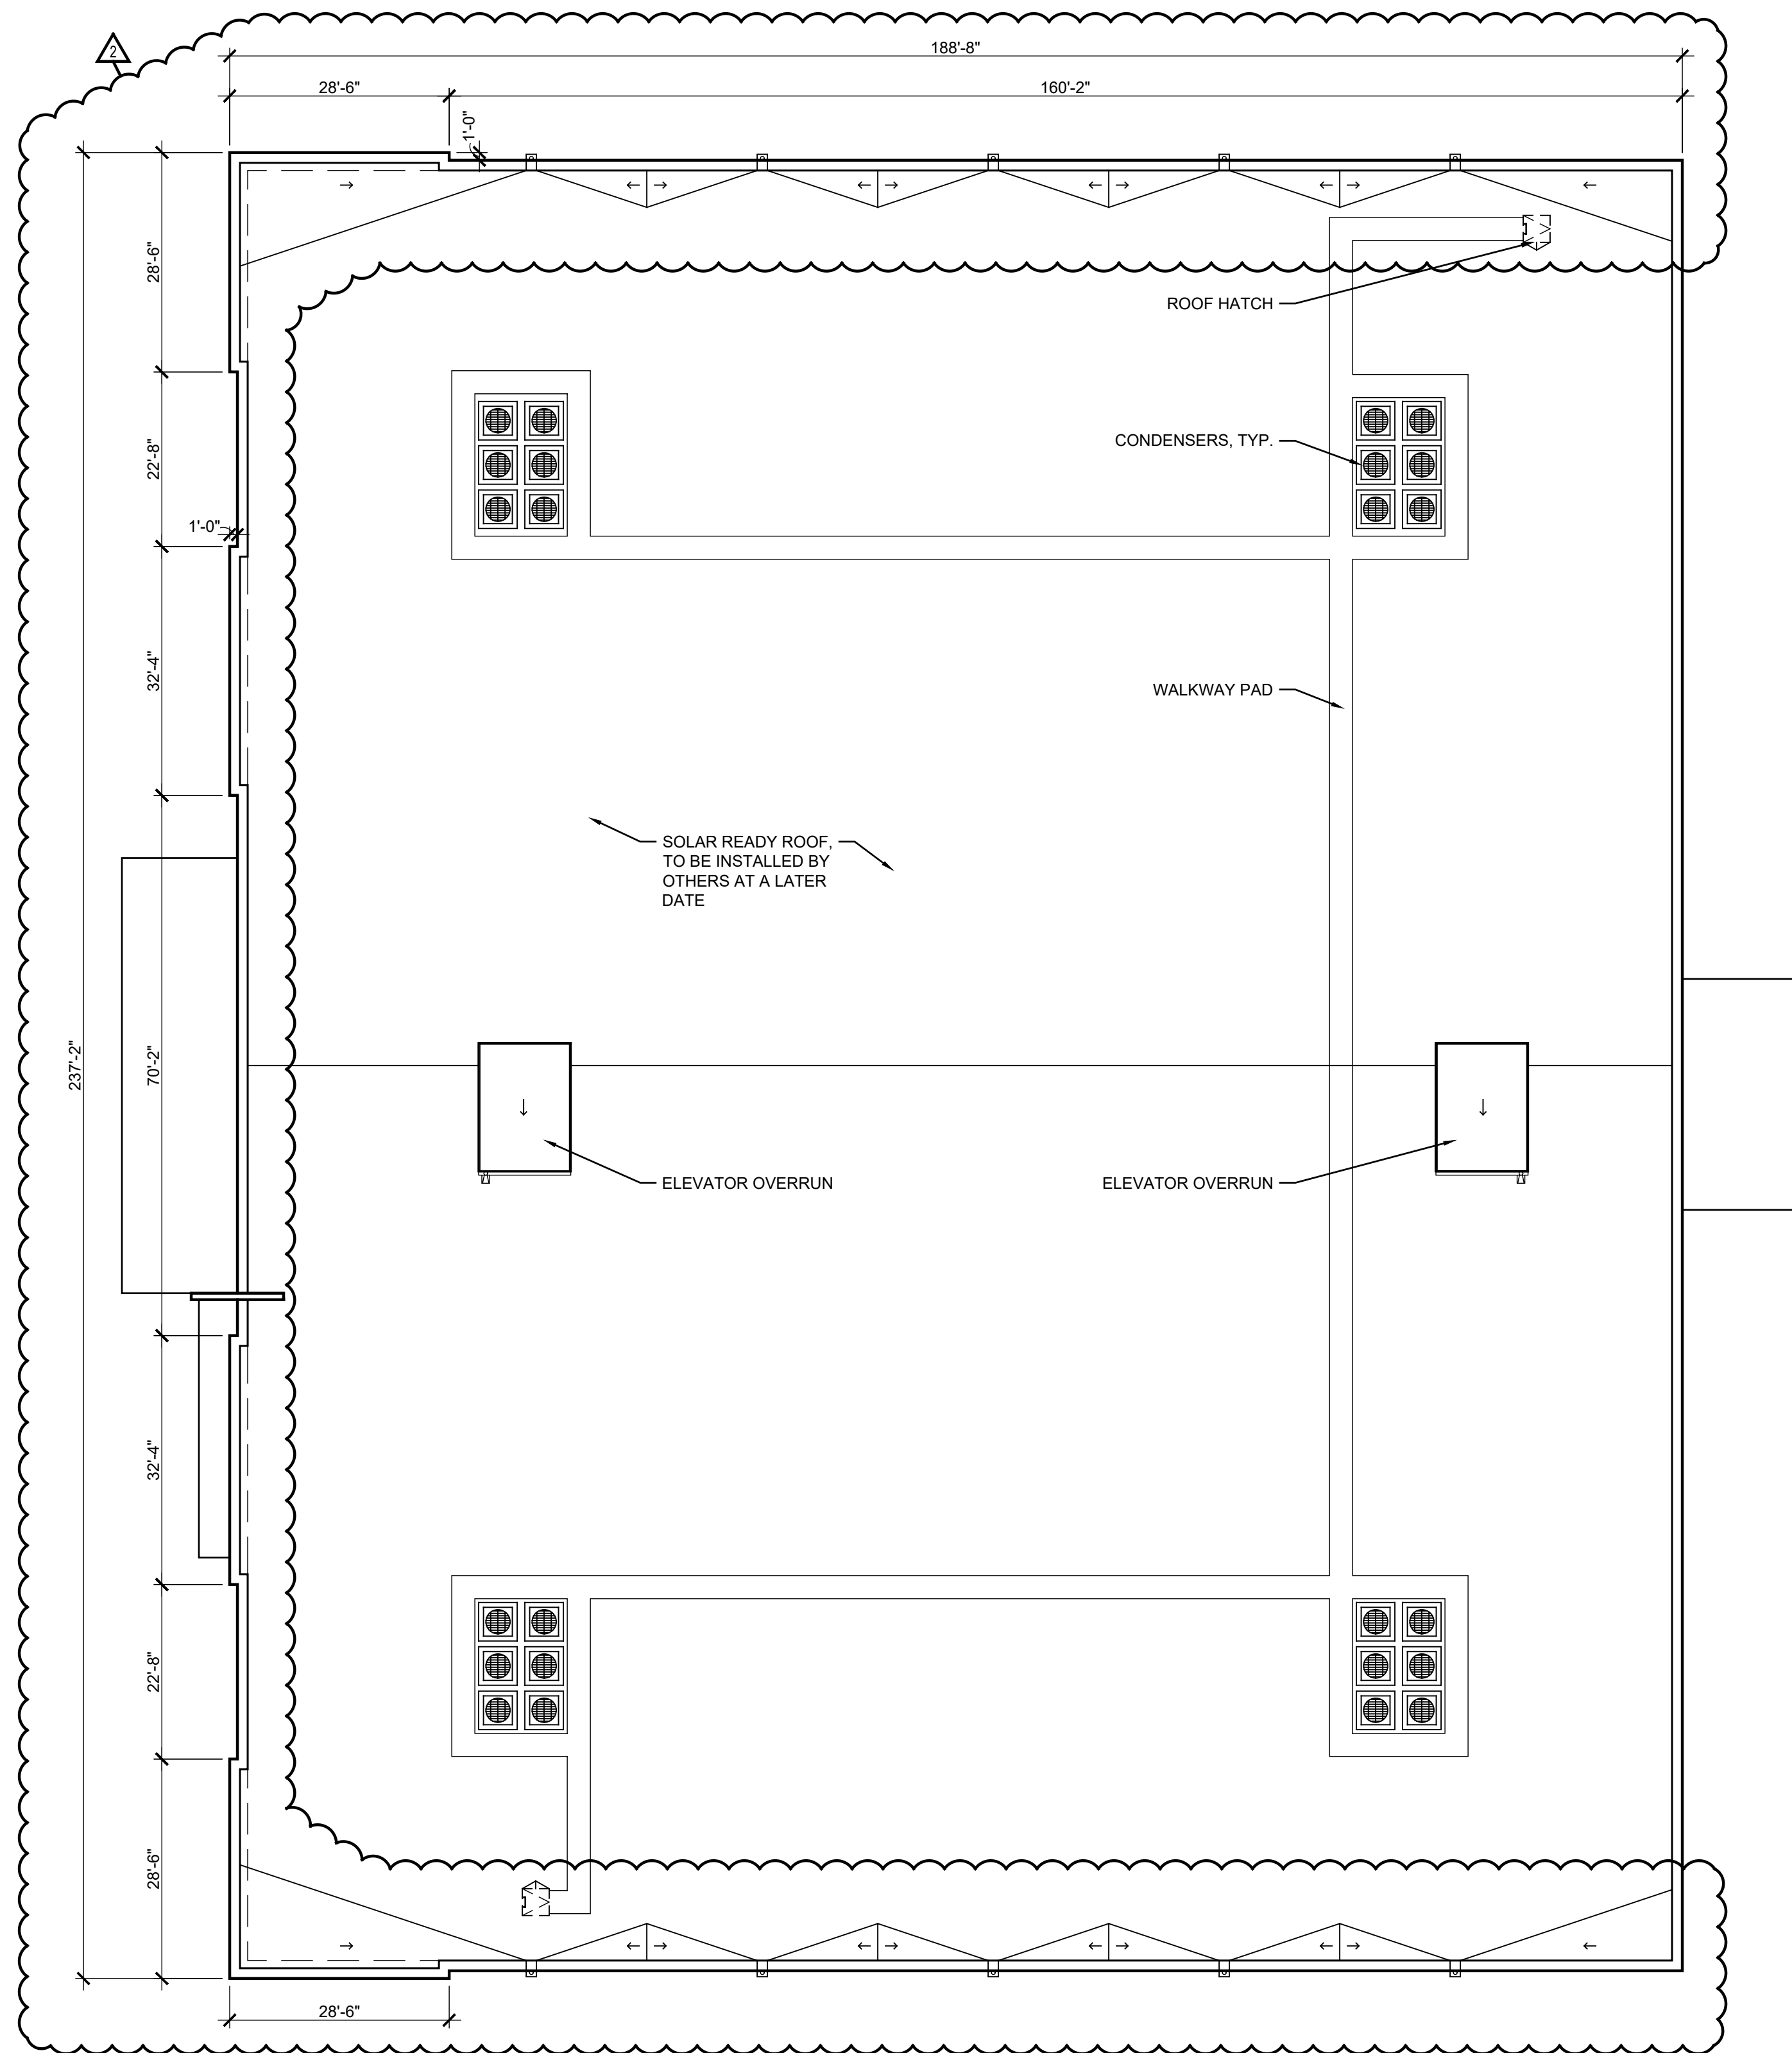 188'-8"
2
28'-6"
160'-2"
1'-0"
28'-6"
ROOF HATCH
22'-8"
CONDENSERS, TYP.
1'-0"
32'-4"
WALKWAY PAD
SOLAR READY ROOF,
TO BE INSTALLED BY
OTHERS AT A LATER
DATE
237'-2"
70'-2"
ELEVATOR OVERRUN
ELEVATOR OVERRUN
32'-4"
22'-8"
28'-6"
28'-6"